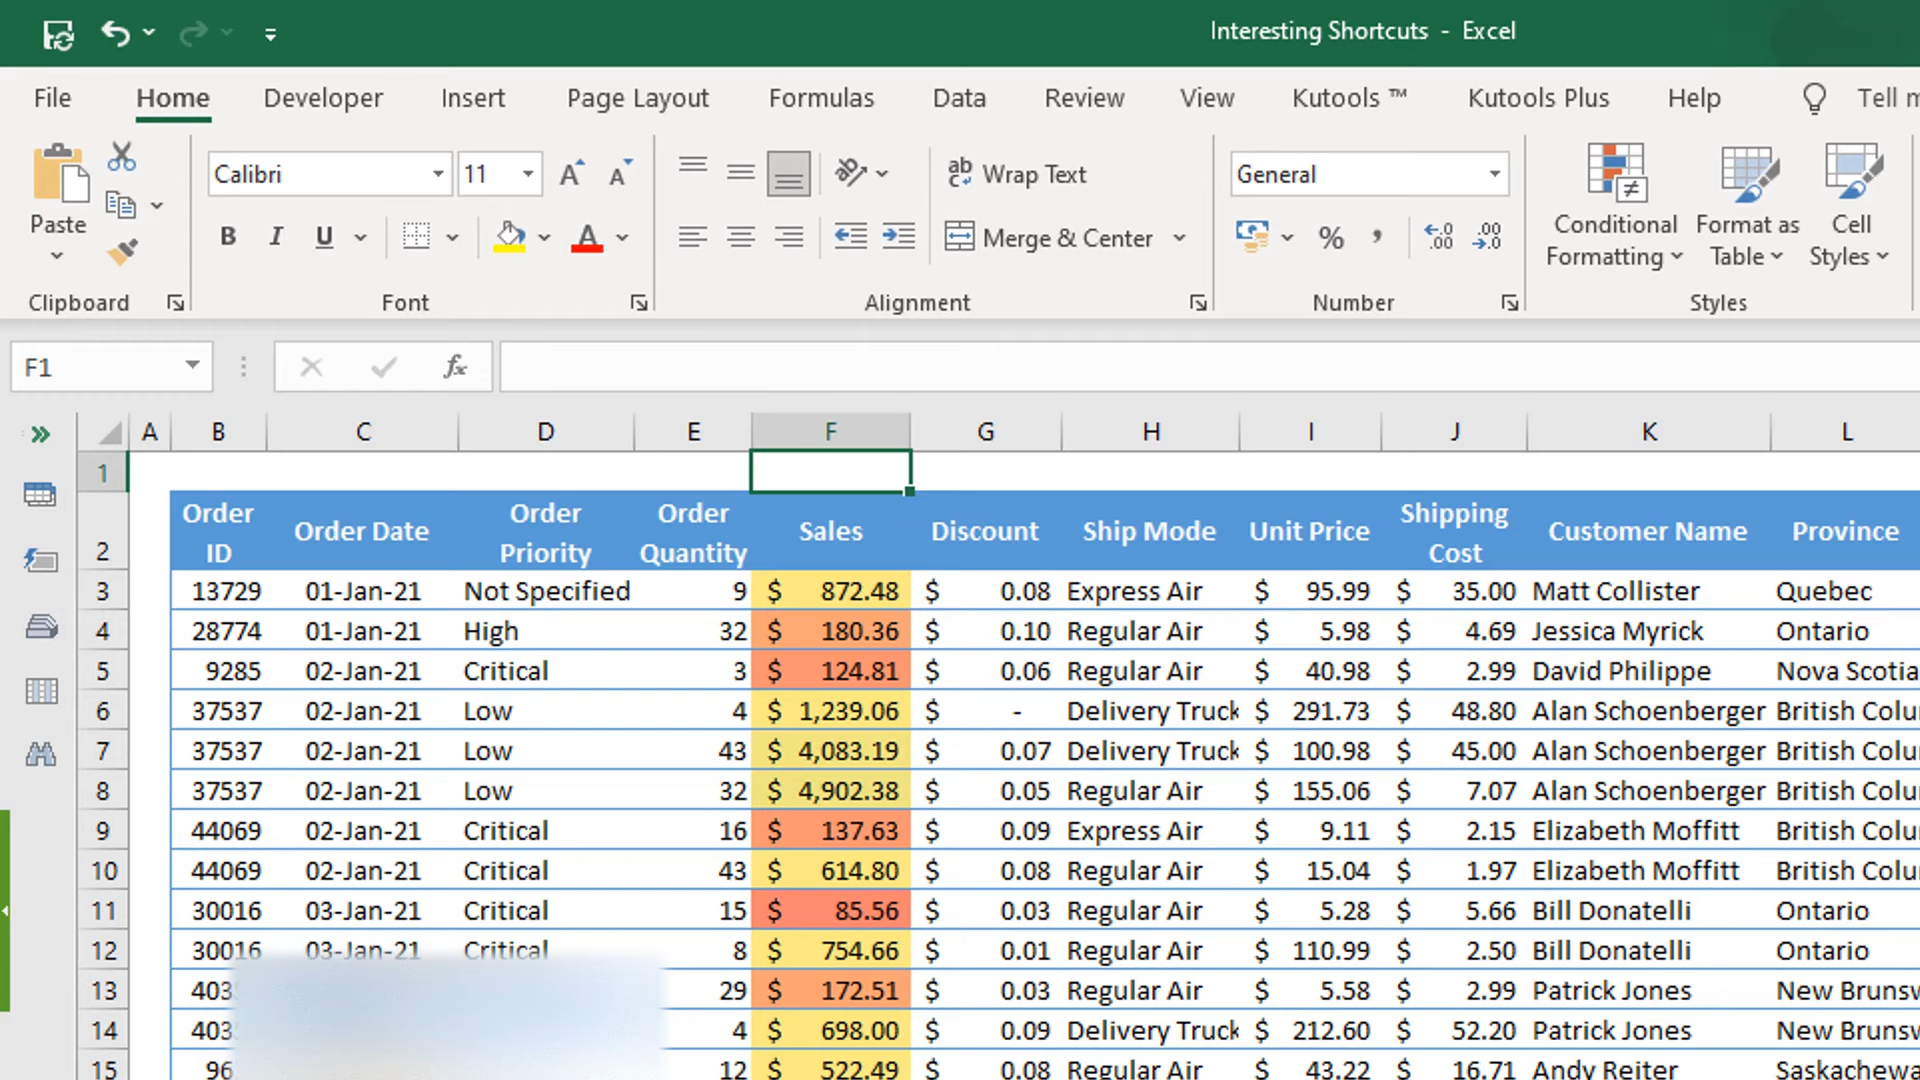 Interesting Shortcuts - Excel
File Home Developer Insert Page Layout Formulas Data Review View Kutools ™ Kutools Plus Help Tell
Paste
Calibri 11
Wrap Text
General
B I U
Merge & Center
% ,
Conditional Formatting
Format as Table
Cell Styles
Clipboard Font Alignment Number Styles
F1 fx
A B C D E F G H I J K L
1
2 Order ID Order Date Order Priority Order Quantity Sales Discount Ship Mode Unit Price Shipping Cost Customer Name Province
3 13729 01-Jan-21 Not Specified 9 $ 872.48 $ 0.08 Express Air $ 95.99 $ 35.00 Matt Collister Quebec
4 28774 01-Jan-21 High 32 $ 180.36 $ 0.10 Regular Air $ 5.98 $ 4.69 Jessica Myrick Ontario
5 9285 02-Jan-21 Critical 3 $ 124.81 $ 0.06 Regular Air $ 40.98 $ 2.99 David Philippe Nova Scotia
6 37537 02-Jan-21 Low 4 $ 1,239.06 $ - Delivery Truck $ 291.73 $ 48.80 Alan Schoenberger British Colu
7 37537 02-Jan-21 Low 43 $ 4,083.19 $ 0.07 Delivery Truck $ 100.98 $ 45.00 Alan Schoenberger British Colu
8 37537 02-Jan-21 Low 32 $ 4,902.38 $ 0.05 Regular Air $ 155.06 $ 7.07 Alan Schoenberger British Colu
9 44069 02-Jan-21 Critical 16 $ 137.63 $ 0.09 Express Air $ 9.11 $ 2.15 Elizabeth Moffitt British Colu
10 44069 02-Jan-21 Critical 43 $ 614.80 $ 0.08 Regular Air $ 15.04 $ 1.97 Elizabeth Moffitt British Colu
11 30016 03-Jan-21 Critical 15 $ 85.56 $ 0.03 Regular Air $ 5.28 $ 5.66 Bill Donatelli Ontario
12 30016 03-Jan-21 Critical 8 $ 754.66 $ 0.01 Regular Air $ 110.99 $ 2.50 Bill Donatelli Ontario
13 403 29 $ 172.51 $ 0.03 Regular Air $ 5.58 $ 2.99 Patrick Jones New Brunsw
14 403 4 $ 698.00 $ 0.09 Delivery Truck $ 212.60 $ 52.20 Patrick Jones New Brunsw
15 96 12 $ 522.49 $ 0.08 Regular Air $ 43.22 $ 16.71 Andy Reiter Saskachewa